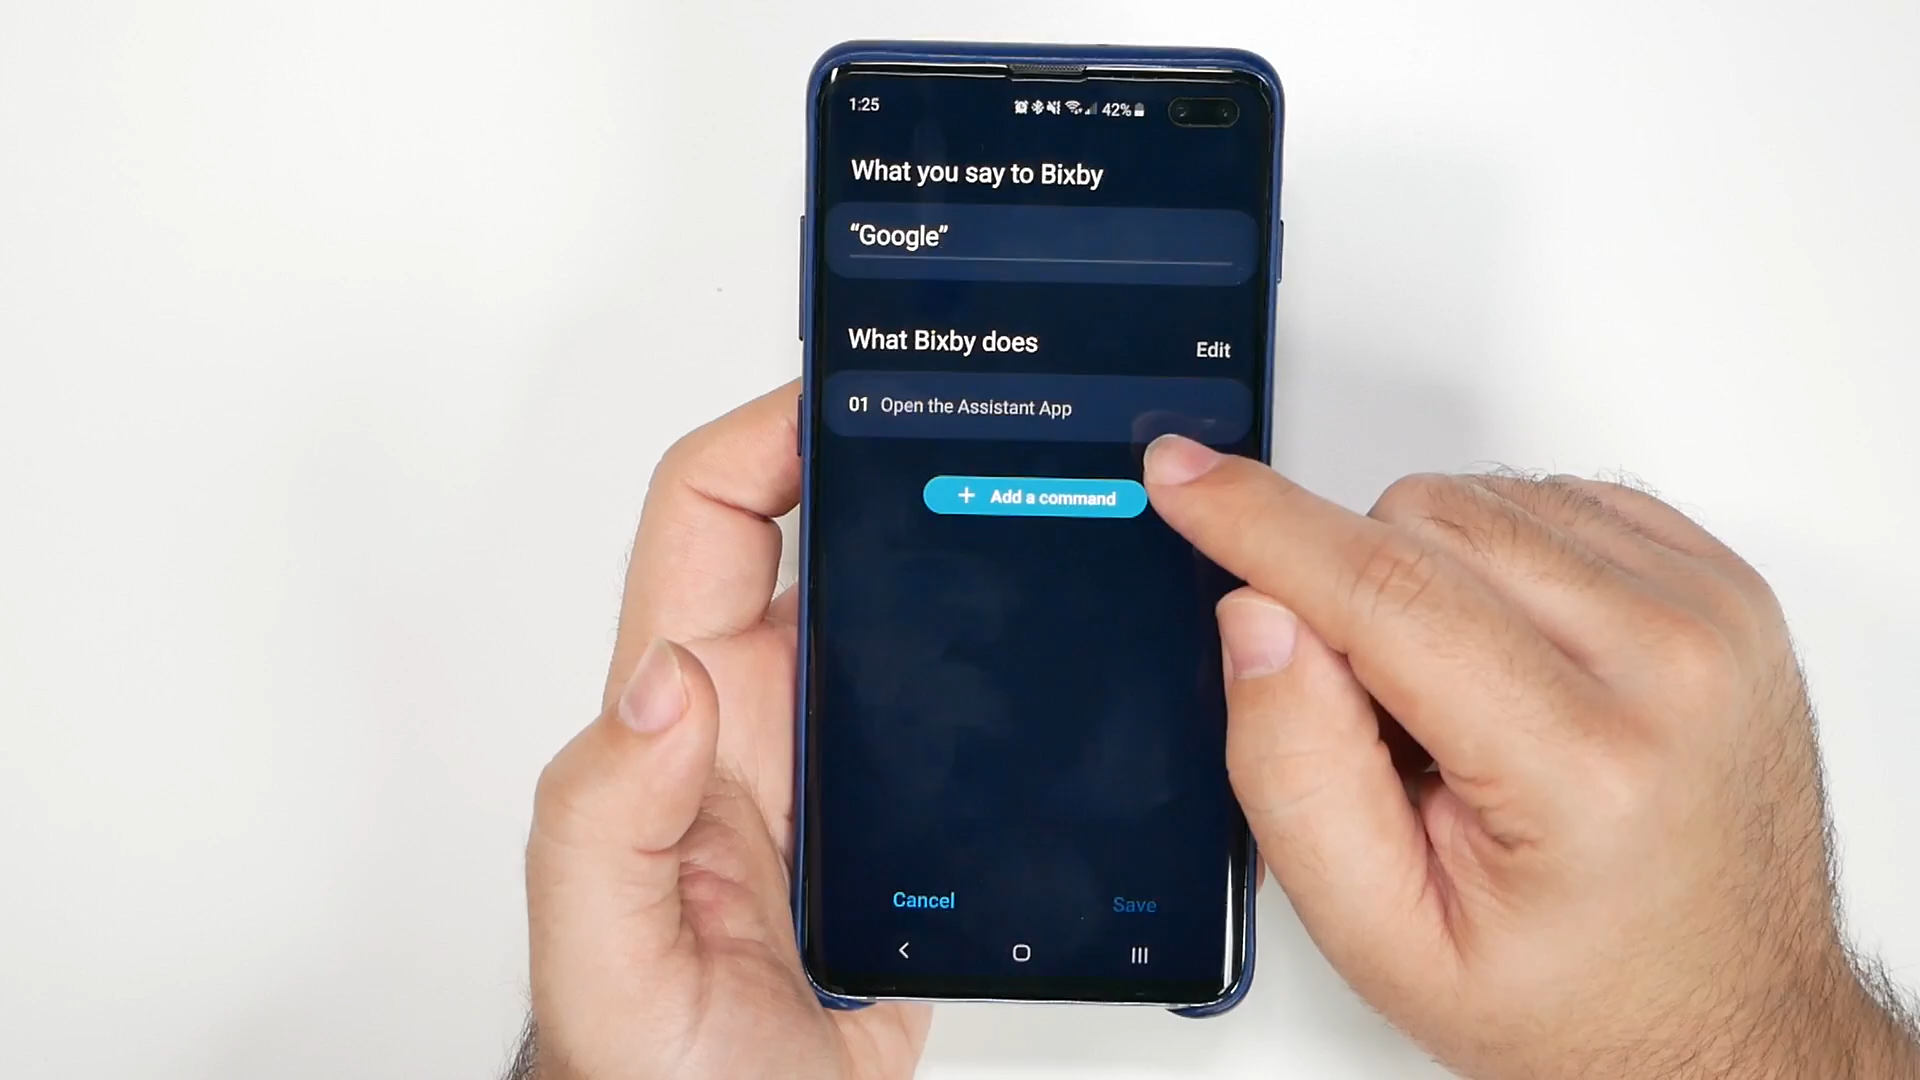 1:25
42%
What you say to Bixby
“Google”
What Bixby does
Edit
01 Open the Assistant App
+ Add a command
Cancel
Save